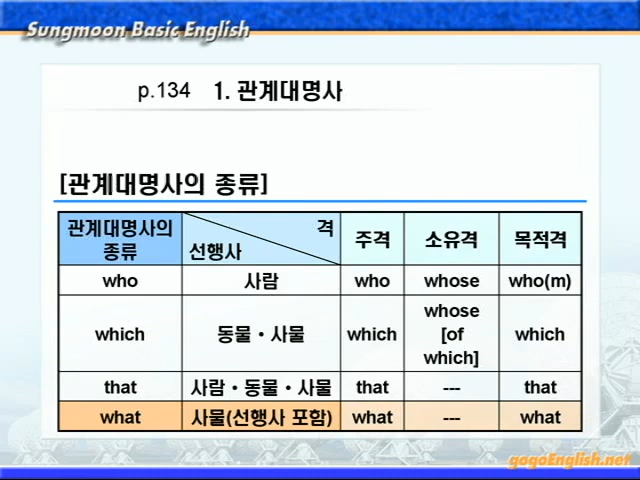 Sungmoon Basic English
p.134 1. 관계대명사
[관계대명사의 종류]
관계대명사의 종류 격 선행사 주격 소유격 목적격
who 사람 who whose who(m)
which 동물·사물 which whose [of which] which
that 사람·동물·사물 that --- that
what 사물(선행사 포함) what --- what
gogoEnglish.net